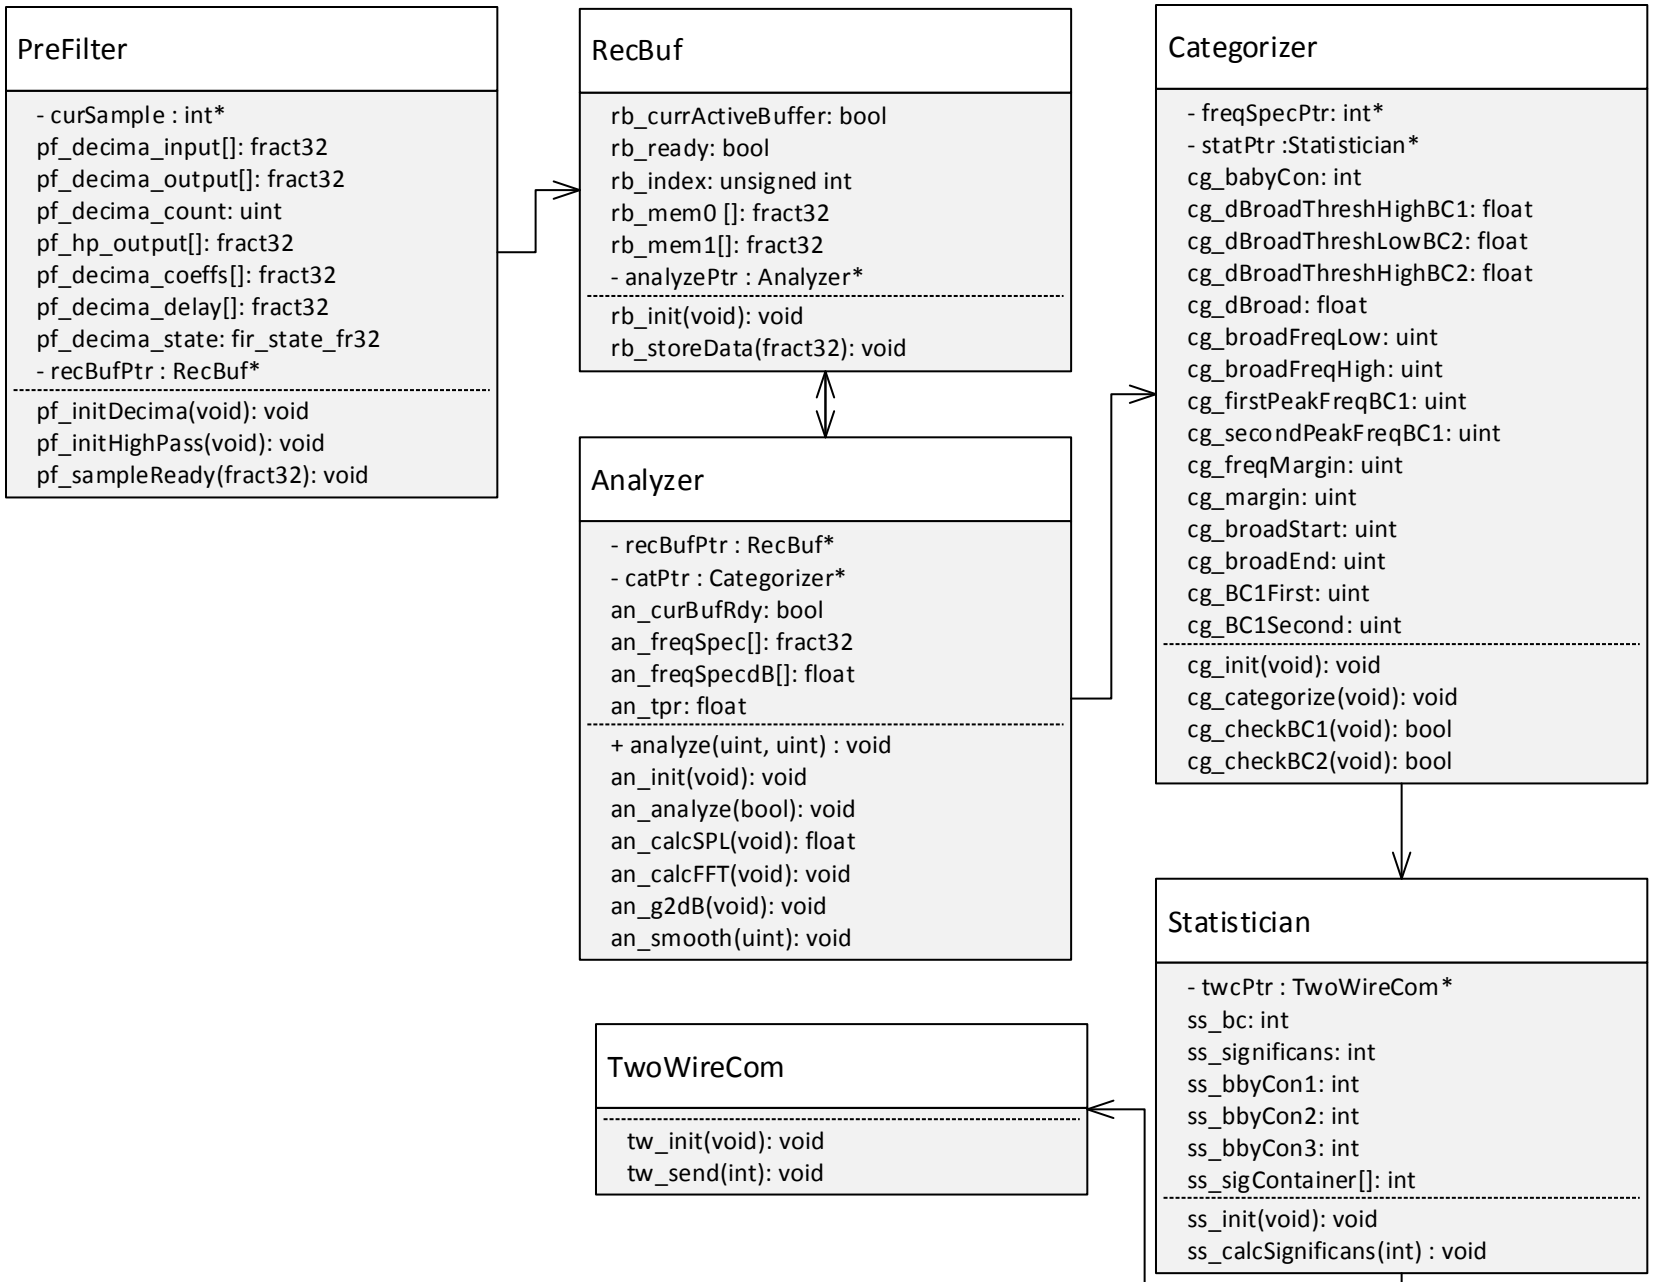 PreFilter
- curSample : int*
pf_decima_input[]: fract32
pf_decima_output[]: fract32
pf_decima_count: uint
pf_hp_output[]: fract32
pf_decima_coeffs[]: fract32
pf_decima_delay[]: fract32
pf_decima_state: fir_state_fr32
- recBufPtr : RecBuf*
pf_initDecima(void): void
pf_initHighPass(void): void
pf_sampleReady(fract32): void
RecBuf
rb_currActiveBuffer: bool
rb_ready: bool
rb_index: unsigned int
rb_mem0 []: fract32
rb_mem1[]: fract32
- analyzePtr : Analyzer*
rb_init(void): void
rb_storeData(fract32): void
Analyzer
- recBufPtr : RecBuf*
- catPtr : Categorizer*
an_curBufRdy: bool
an_freqSpec[]: fract32
an_freqSpecdB[]: float
an_tpr: float
+ analyze(uint, uint) : void
an_init(void): void
an_analyze(bool): void
an_calcSPL(void): float
an_calcFFT(void): void
an_g2dB(void): void
an_smooth(uint): void
Categorizer
- freqSpecPtr: int*
- statPtr :Statistician*
cg_babyCon: int
cg_dBroadThreshHighBC1: float
cg_dBroadThreshLowBC2: float
cg_dBroadThreshHighBC2: float
cg_dBroad: float
cg_broadFreqLow: uint
cg_broadFreqHigh: uint
cg_firstPeakFreqBC1: uint
cg_secondPeakFreqBC1: uint
cg_freqMargin: uint
cg_margin: uint
cg_broadStart: uint
cg_broadEnd: uint
cg_BC1First: uint
cg_BC1Second: uint
cg_init(void): void
cg_categorize(void): void
cg_checkBC1(void): bool
cg_checkBC2(void): bool
Statistician
- twcPtr : TwoWireCom*
ss_bc: int
ss_significans: int
ss_bbyCon1: int
ss_bbyCon2: int
ss_bbyCon3: int
ss_sigContainer[]: int
ss_init(void): void
ss_calcSignificans(int) : void
TwoWireCom
tw_init(void): void
tw_send(int): void